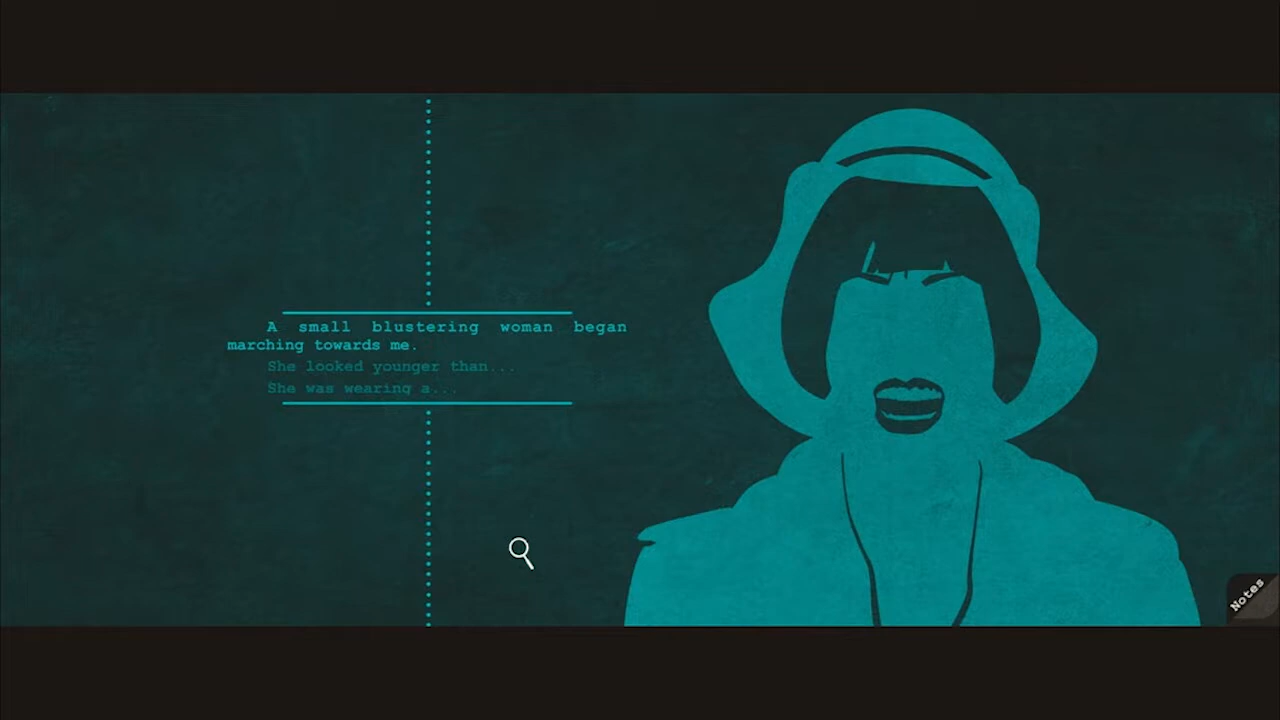 A small blustering woman began
marching towards me.
She looked younger than...
She was wearing a...
Notes